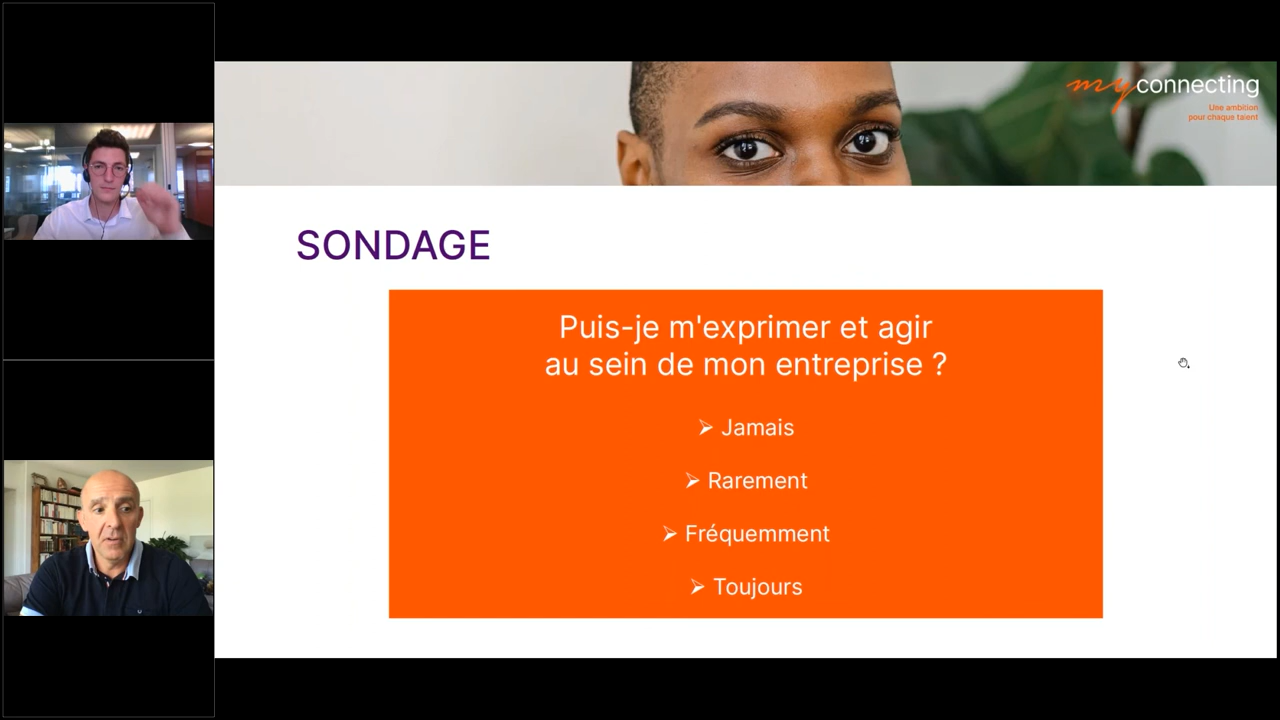 myconnecting
Une ambition
pour chaque talent
SONDAGE
Puis-je m'exprimer et agir
au sein de mon entreprise ?
➢ Jamais
➢ Rarement
➢ Fréquemment
➢ Toujours